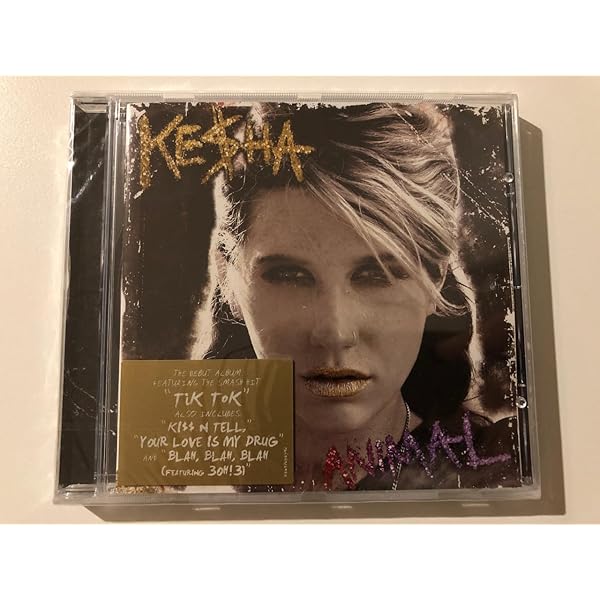 KE$HA
THE DEBUT ALBUM
FEATURING THE SMASH HIT
"TiK ToK"
ALSO INCLUDES
"KI$$ N TELL,"
"YOUR LOVE IS MY DRUG"
AND "BLAH, BLAH, BLAH
(FEATURING 3OH!3)
ANIMAL